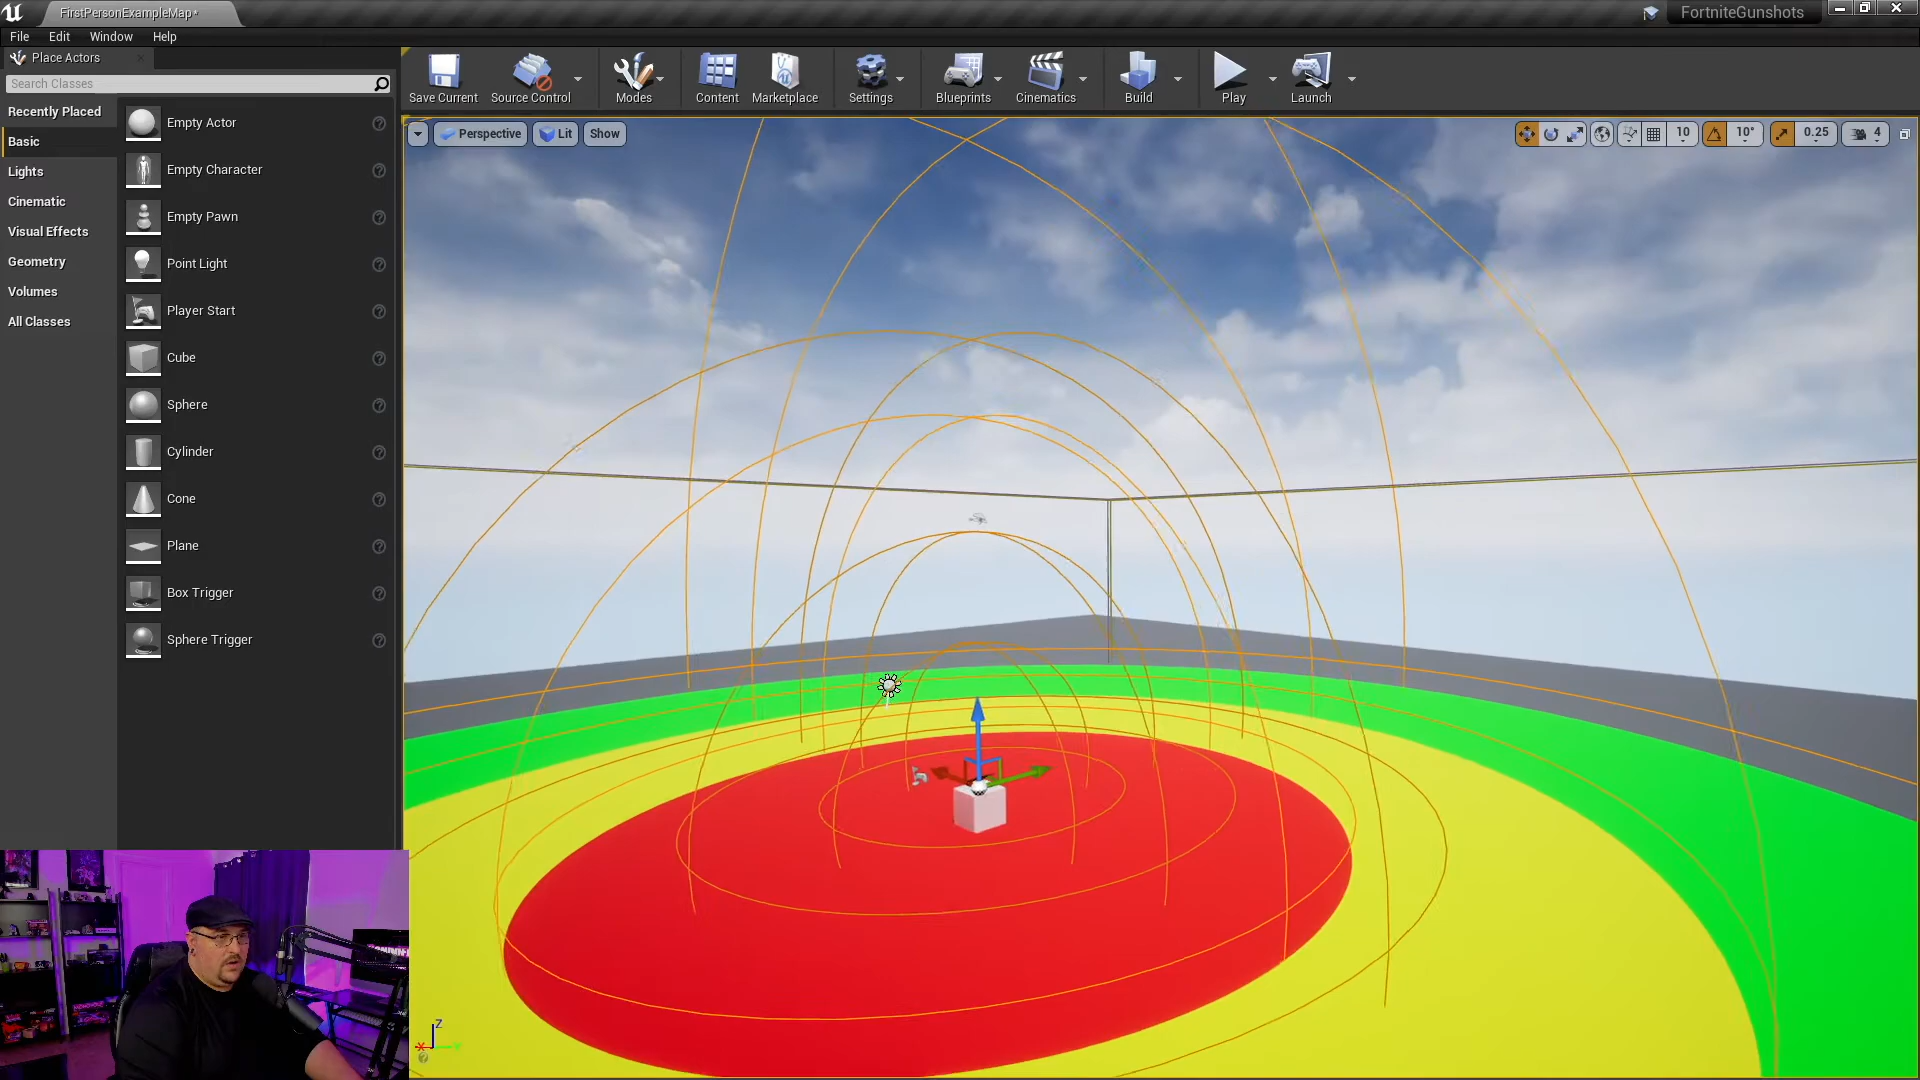 FirstPersonExampleMap*
FortniteGunshots
File Edit Window Help
Place Actors
Search Classes
Save Current
Source Control
Modes
Content
Marketplace
Settings
Blueprints
Cinematics
Build
Play
Launch
Recently Placed
Basic
Lights
Cinematic
Visual Effects
Geometry
Volumes
All Classes
Empty Actor
Empty Character
Empty Pawn
Point Light
Player Start
Cube
Sphere
Cylinder
Cone
Plane
Box Trigger
Sphere Trigger
Perspective
Lit
Show
10
10°
0.25
4
Z
X
Y